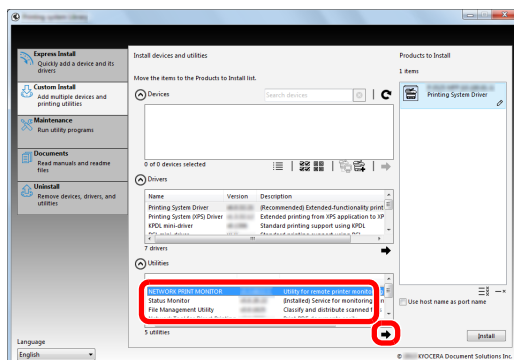 Express Install
Quickly add a device and its
drivers
Custom Install
Add multiple devices and
printing utilities
Maintenance
Run utility programs
Documents
Read manuals and readme
files
Uninstall
Remove devices, drivers, and
utilities
Language
English
Install devices and utilities
Move the items to the Products to Install list.
Devices
Search devices
0 of 0 devices selected
Drivers
Name Version Description
Printing System Driver (Recommended) Extended-functionality print
Printing System (XPS) Driver Extended printing from XPS application to XP
KPDL mini-driver Standard printing support using KPDL
7 drivers
Utilities
NETWORK PRINT MONITOR Utility for remote printer monito
Status Monitor (Installed) Service for monitoring
File Management Utility Classify and distribute scanned f
5 utilities
Products to Install
1 items
Printing System Driver
Use host name as port name
Install
© KYOCERA Document Solutions Inc.